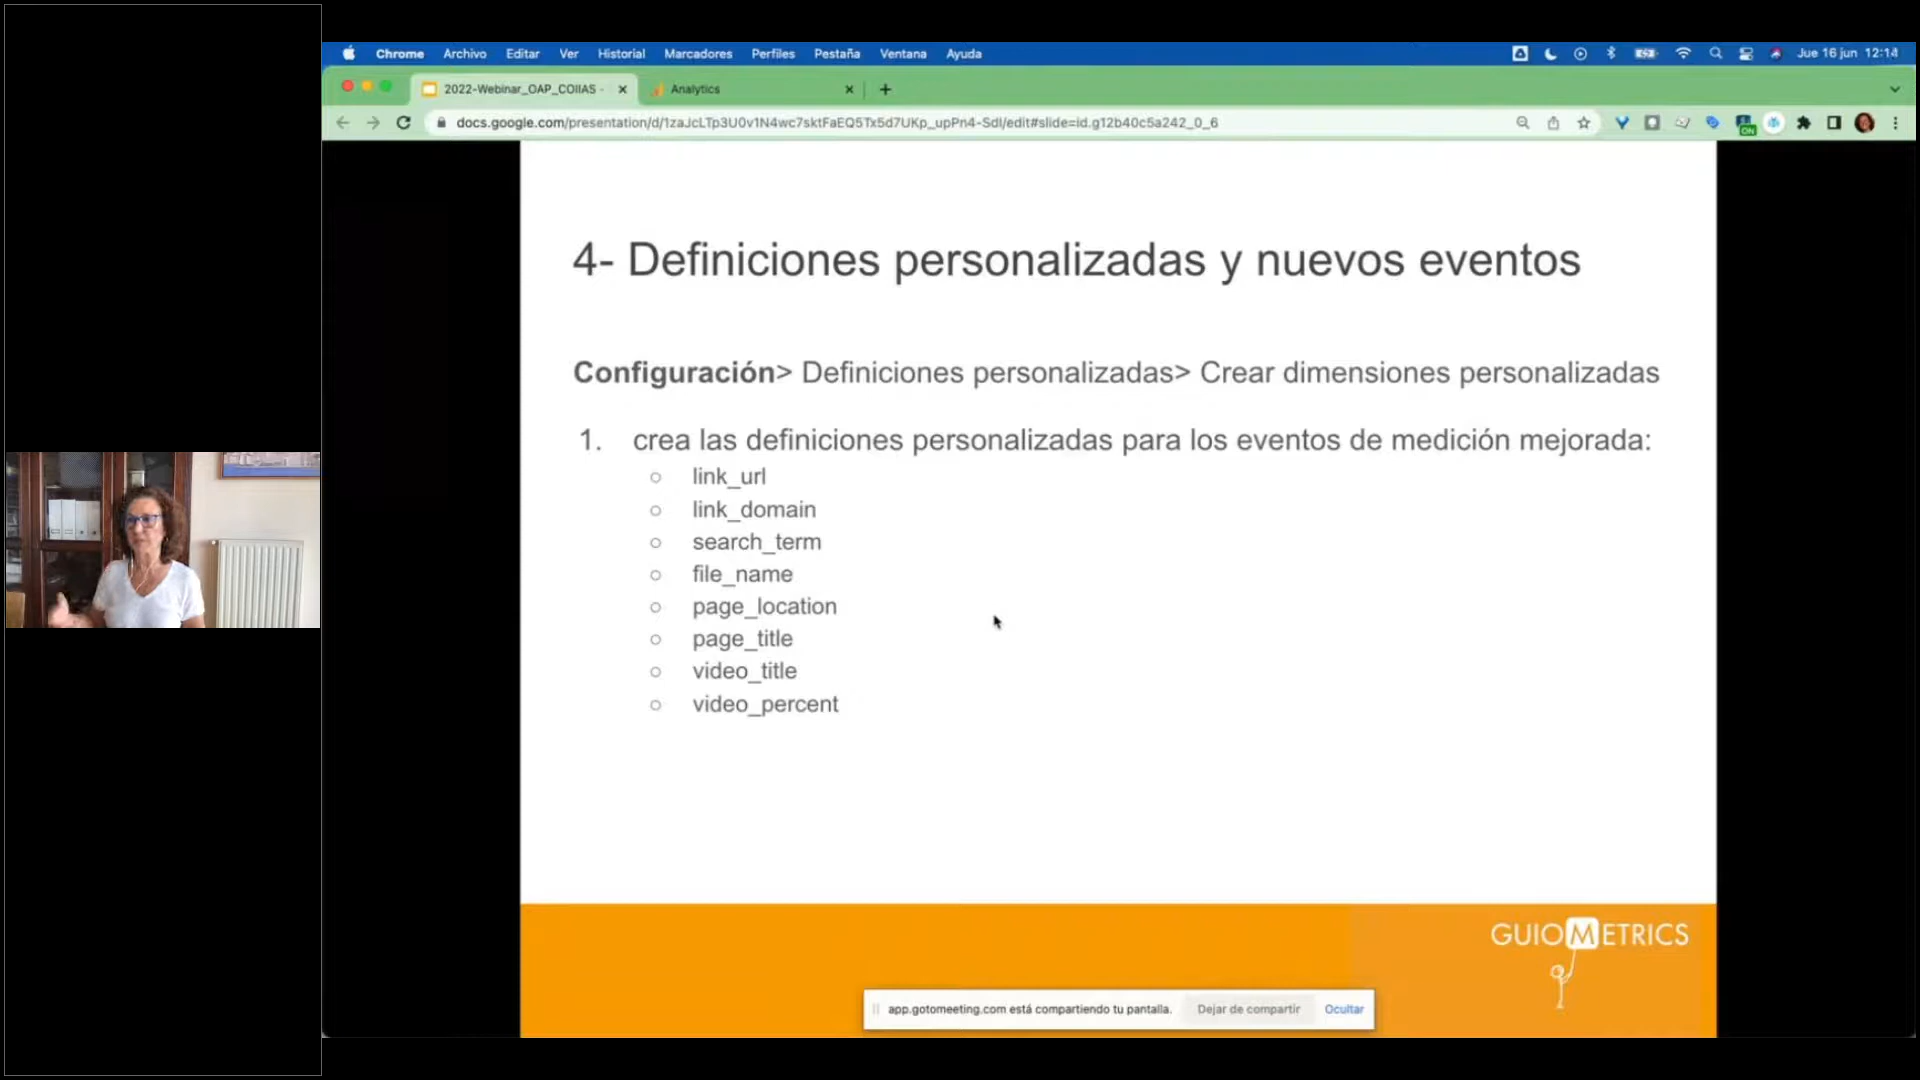 Chrome Archivo Editar Ver Historial Marcadores Perfiles Pestaña Ventana Ayuda Jue 16 jun 12:14
2022-Webinar_OAP_COIIAS - Analytics
docs.google.com/presentation/d/1zaJcLTp3U0v1N4wc7sktFaEQ5Tx5d7UKp_upPn4-SdI/edit#slide=id.g12b40c5a242_0_6
ON
4- Definiciones personalizadas y nuevos eventos
Configuración> Definiciones personalizadas> Crear dimensiones personalizadas
1. crea las definiciones personalizadas para los eventos de medición mejorada:
○ link_url
○ link_domain
○ search_term
○ file_name
○ page_location
○ page_title
○ video_title
○ video_percent
GUIOMETRICS
app.gotomeeting.com está compartiendo tu pantalla. Dejar de compartir Ocultar